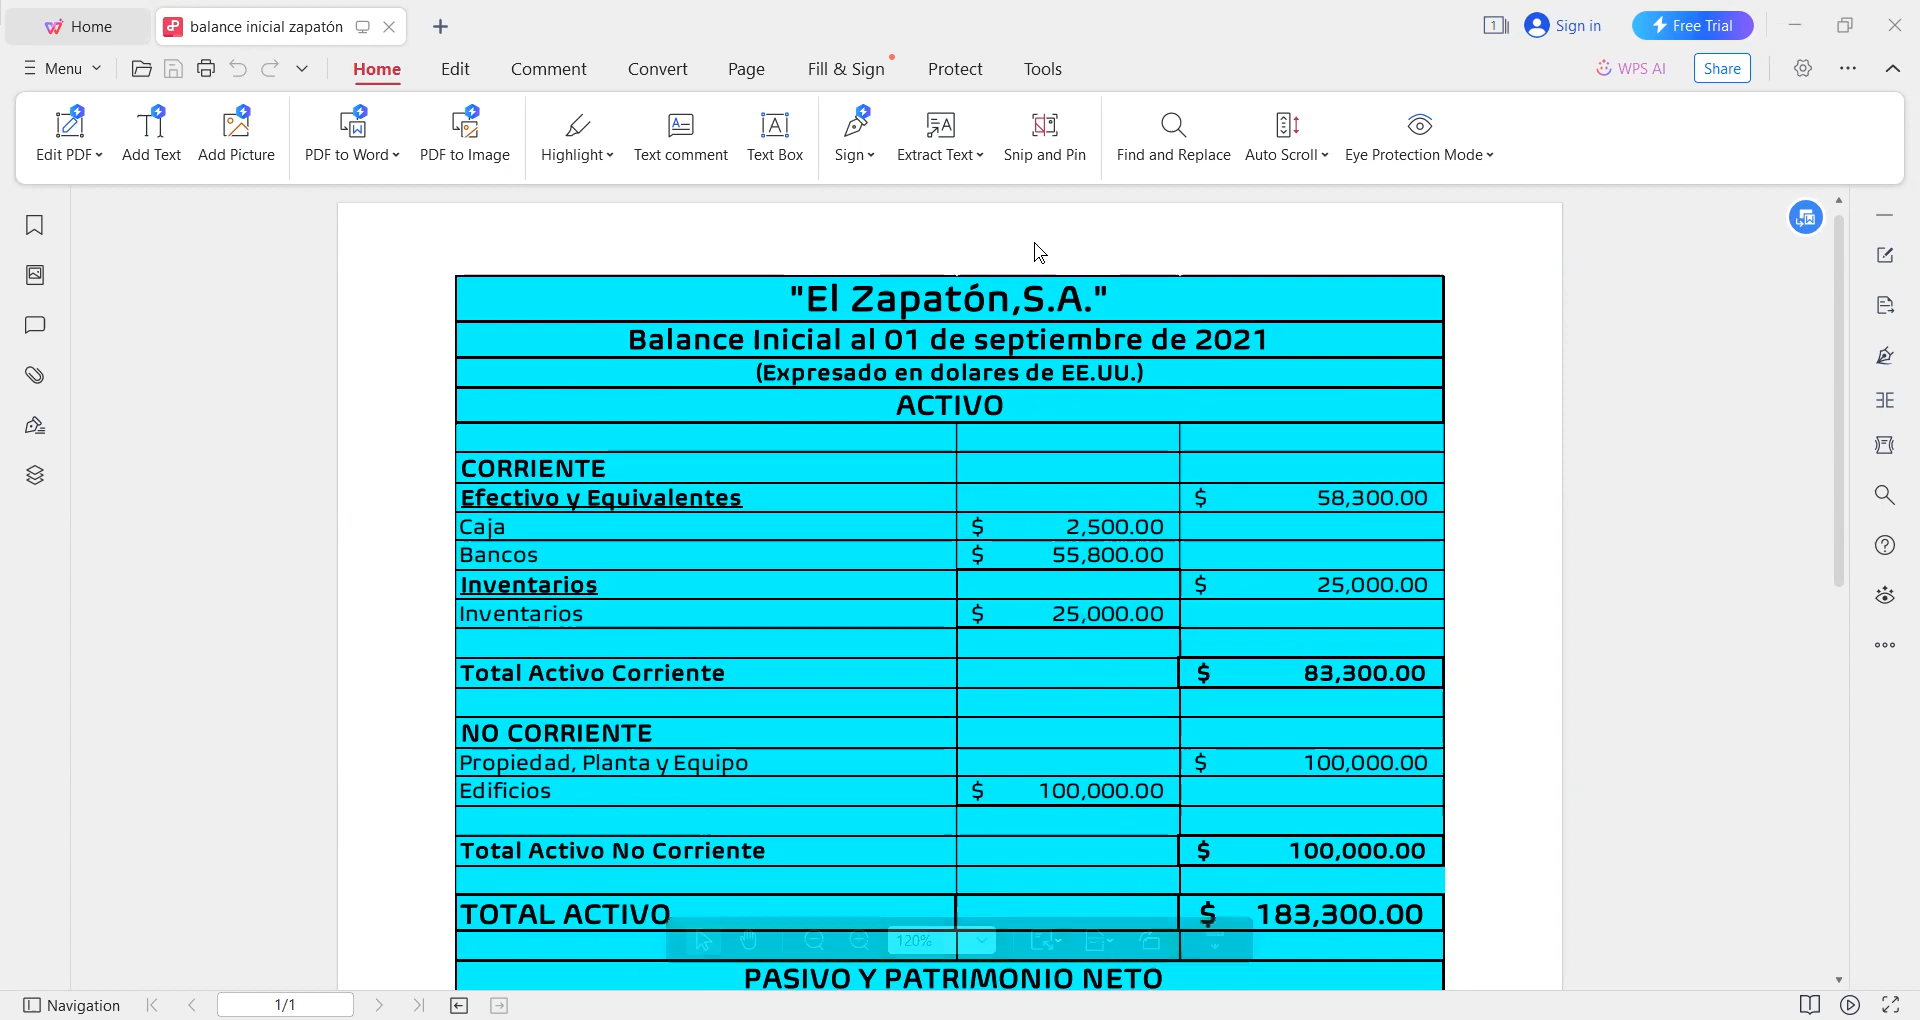 Home
balance inicial zapatón
1
Sign in
Free Trial
Menu
Home
Edit
Comment
Convert
Page
Fill & Sign
Protect
Tools
WPS AI
Share
Edit PDF
Add Text
Add Picture
PDF to Word
PDF to Image
Highlight
Text comment
Text Box
Sign
Extract Text
Snip and Pin
Find and Replace
Auto Scroll
Eye Protection Mode
"El Zapatón,S.A."
Balance Inicial al 01 de septiembre de 2021
(Expresado en dolares de EE.UU.)
ACTIVO
CORRIENTE
Efectivo y Equivalentes $ 58,300.00
Caja $ 2,500.00
Bancos $ 55,800.00
Inventarios $ 25,000.00
Inventarios $ 25,000.00
Total Activo Corriente $ 83,300.00
NO CORRIENTE
Propiedad, Planta y Equipo $ 100,000.00
Edificios $ 100,000.00
Total Activo No Corriente $ 100,000.00
TOTAL ACTIVO $ 183,300.00
120%
PASIVO Y PATRIMONIO NETO
Navigation
1/1